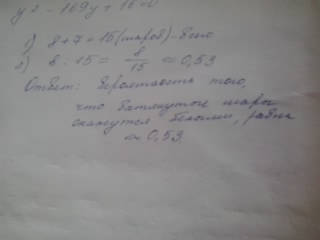 1) 8+7=15 (шаров) - всего
2) 8 : 15 = 8/15 ≈ 0,53
Ответ: Вероятность того,
что вытянутые шары
окажутся белыми, равна
≈ 0,53